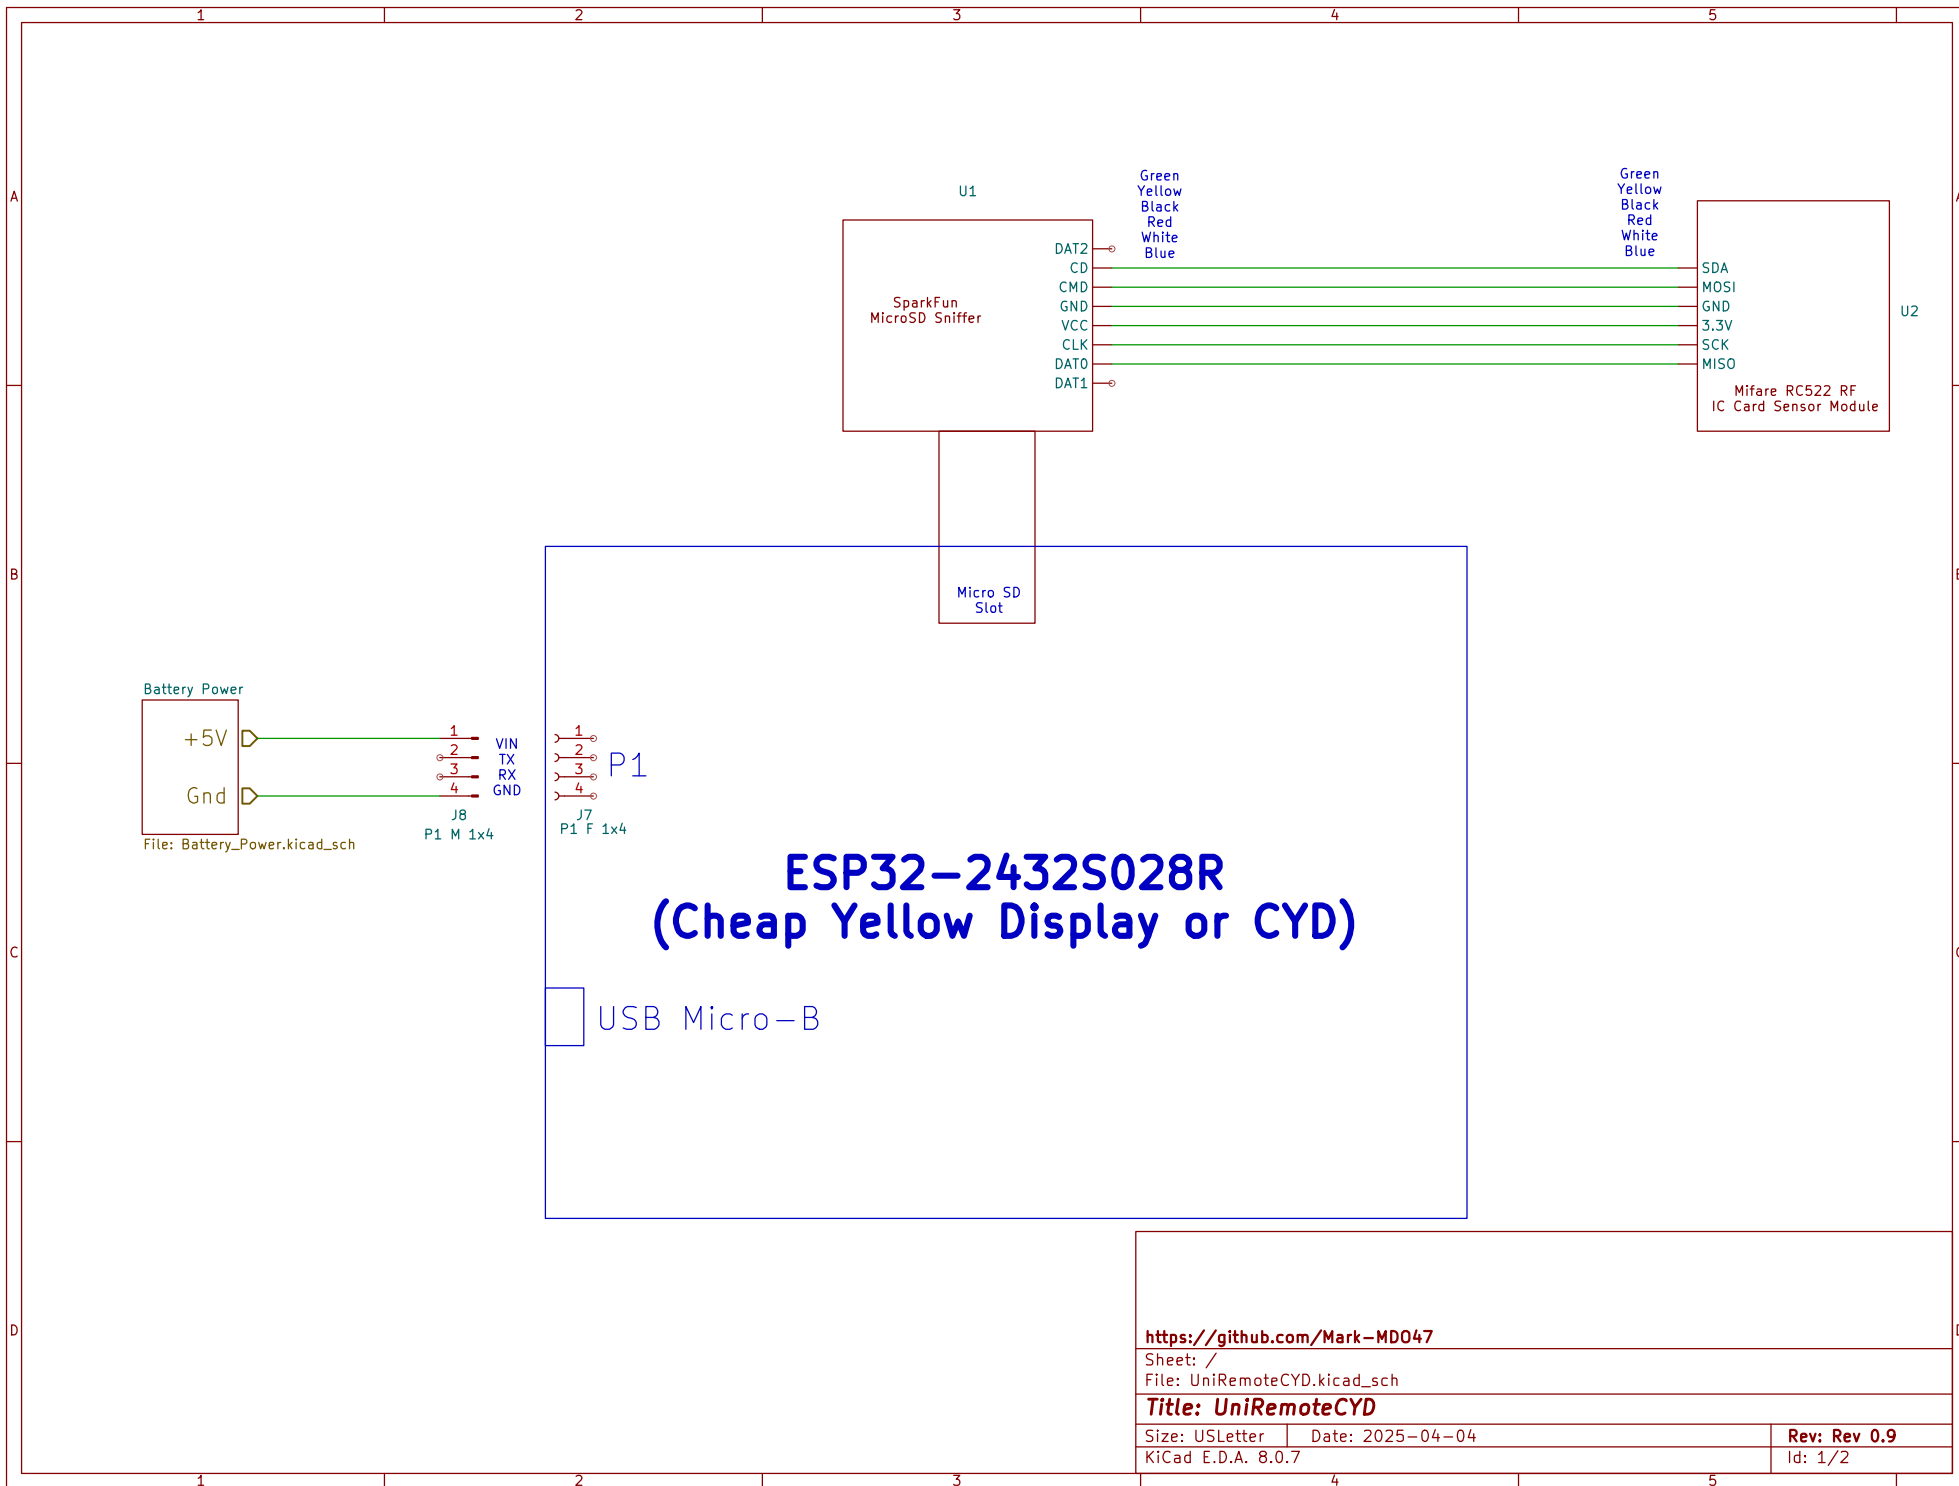 1 2 3 4 5
A
B
C
D
U1
SparkFun
MicroSD Sniffer
DAT2
CD
CMD
GND
VCC
CLK
DAT0
DAT1
Green
Yellow
Black
Red
White
Blue
Green
Yellow
Black
Red
White
Blue
SDA
MOSI
GND
3.3V
SCK
MISO
Mifare RC522 RF
IC Card Sensor Module
U2
Micro SD
Slot
Battery Power
+5V
Gnd
File: Battery_Power.kicad_sch
1
2
3
4
J8
P1 M 1x4
VIN
TX
RX
GND
1
2
3
4
P1
J7
P1 F 1x4
ESP32-2432S028R
(Cheap Yellow Display or CYD)
USB Micro-B
https://github.com/Mark-MDO47
Sheet: /
File: UniRemoteCYD.kicad_sch
Title: UniRemoteCYD
Size: USLetter Date: 2025-04-04 Rev: Rev 0.9
KiCad E.D.A. 8.0.7 Id: 1/2
1 2 3 4 5